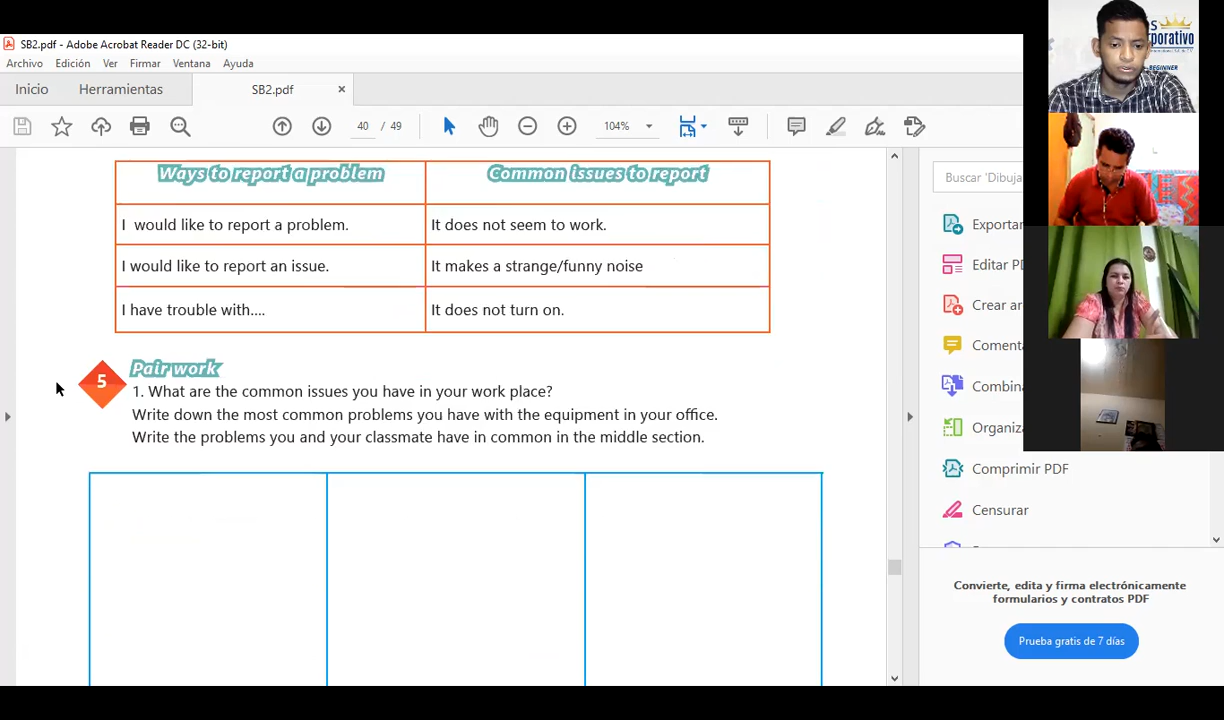 SB2.pdf - Adobe Acrobat Reader DC (32-bit)
Archivo Edición Ver Firmar Ventana Ayuda
Inicio Herramientas SB2.pdf ×
40 / 49 104%
Ways to report a problem Common issues to report
I would like to report a problem. It does not seem to work.
I would like to report an issue. It makes a strange/funny noise
I have trouble with.... It does not turn on.
5 Pair work
1. What are the common issues you have in your work place?
Write down the most common problems you have with the equipment in your office.
Write the problems you and your classmate have in common in the middle section.
Buscar 'Dibuja
Exportar
Editar PD
Crear ar
Comenta
Combina
Organiza
Comprimir PDF
Censurar
Convierte, edita y firma electrónicamente
formularios y contratos PDF
Prueba gratis de 7 días
rporativo
BEGINNER